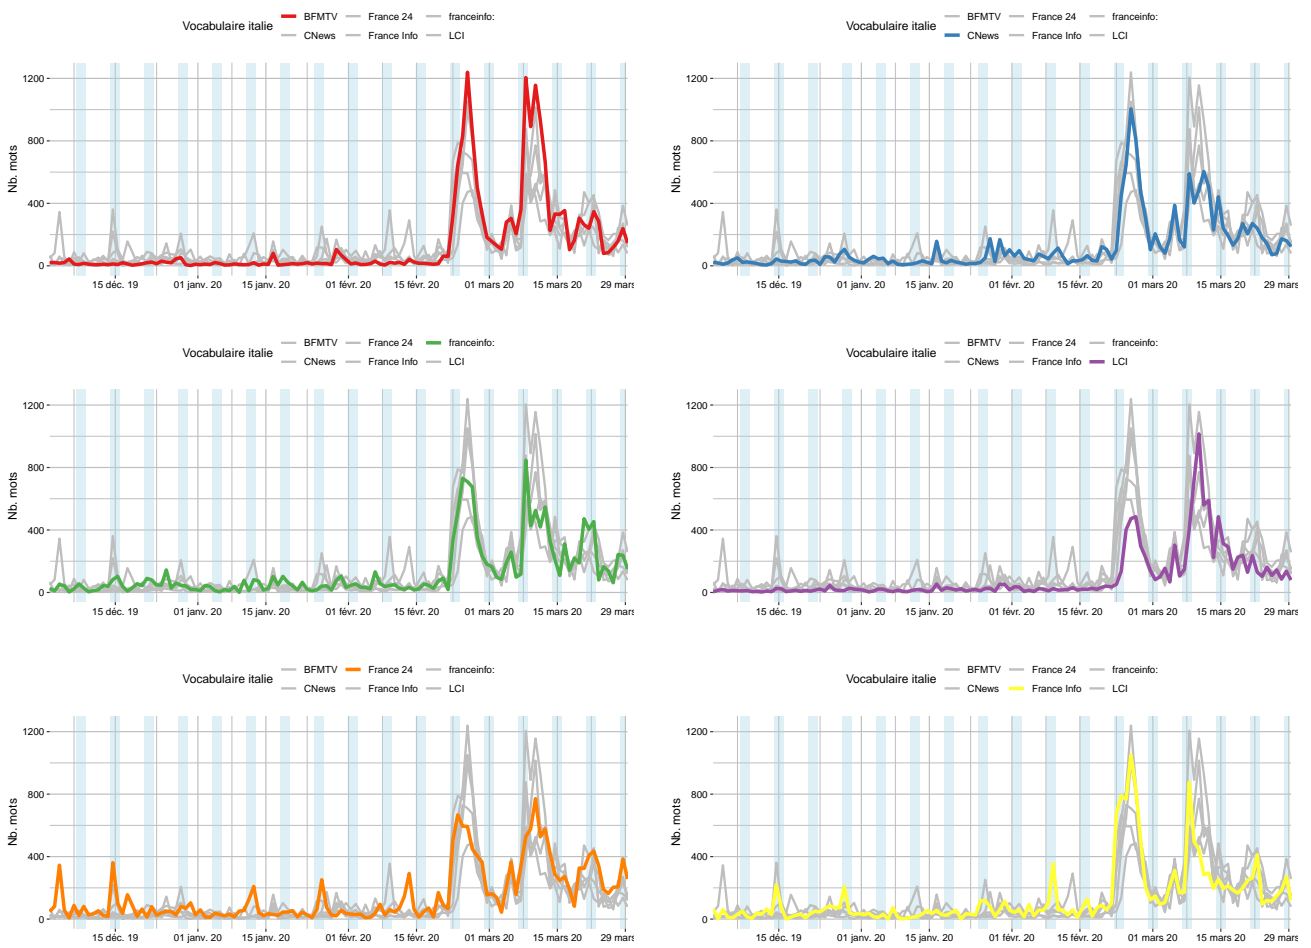 Vocabulaire italie BFMTV France 24 franceinfo:
CNews France Info LCI
Vocabulaire italie BFMTV France 24 franceinfo:
CNews France Info LCI
Nb. mots
1200
800
400
0
15 déc. 19 01 janv. 20 15 janv. 20 01 févr. 20 15 févr. 20 01 mars 20 15 mars 20 29 mars
Nb. mots
1200
800
400
0
15 déc. 19 01 janv. 20 15 janv. 20 01 févr. 20 15 févr. 20 01 mars 20 15 mars 20 29 mars
Vocabulaire italie BFMTV France 24 franceinfo:
CNews France Info LCI
Vocabulaire italie BFMTV France 24 franceinfo:
CNews France Info LCI
Nb. mots
1200
800
400
0
15 déc. 19 01 janv. 20 15 janv. 20 01 févr. 20 15 févr. 20 01 mars 20 15 mars 20 29 mars
Nb. mots
1200
800
400
0
15 déc. 19 01 janv. 20 15 janv. 20 01 févr. 20 15 févr. 20 01 mars 20 15 mars 20 29 mars
Vocabulaire italie BFMTV France 24 franceinfo:
CNews France Info LCI
Vocabulaire italie BFMTV France 24 franceinfo:
CNews France Info LCI
Nb. mots
1200
800
400
0
15 déc. 19 01 janv. 20 15 janv. 20 01 févr. 20 15 févr. 20 01 mars 20 15 mars 20 29 mars
Nb. mots
1200
800
400
0
15 déc. 19 01 janv. 20 15 janv. 20 01 févr. 20 15 févr. 20 01 mars 20 15 mars 20 29 mars